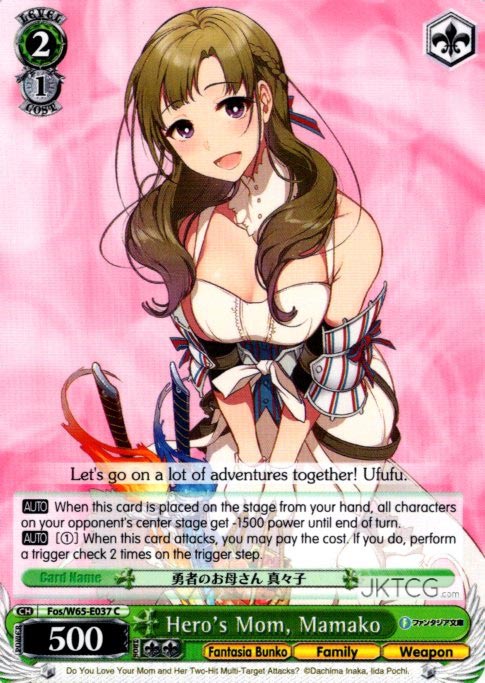 LEVEL
2
1
COST
Let's go on a lot of adventures together! Ufufu.
AUTO When this card is placed on the stage from your hand, all characters
on your opponent's center stage get -1500 power until end of turn.
AUTO [①] When this card attacks, you may pay the cost. If you do, perform
a trigger check 2 times on the trigger step.
Card Name 勇者のお母さん 真々子
JKTCG.com
CH Fos/W65-E037 C
POWER 500 SOUL Hero's Mom, Mamako ファンタジア文庫
Fantasia Bunko Family Weapon
Do You Love Your Mom and Her Two-Hit Multi-Target Attacks? ©Dachima Inaka, Iida Pochi.